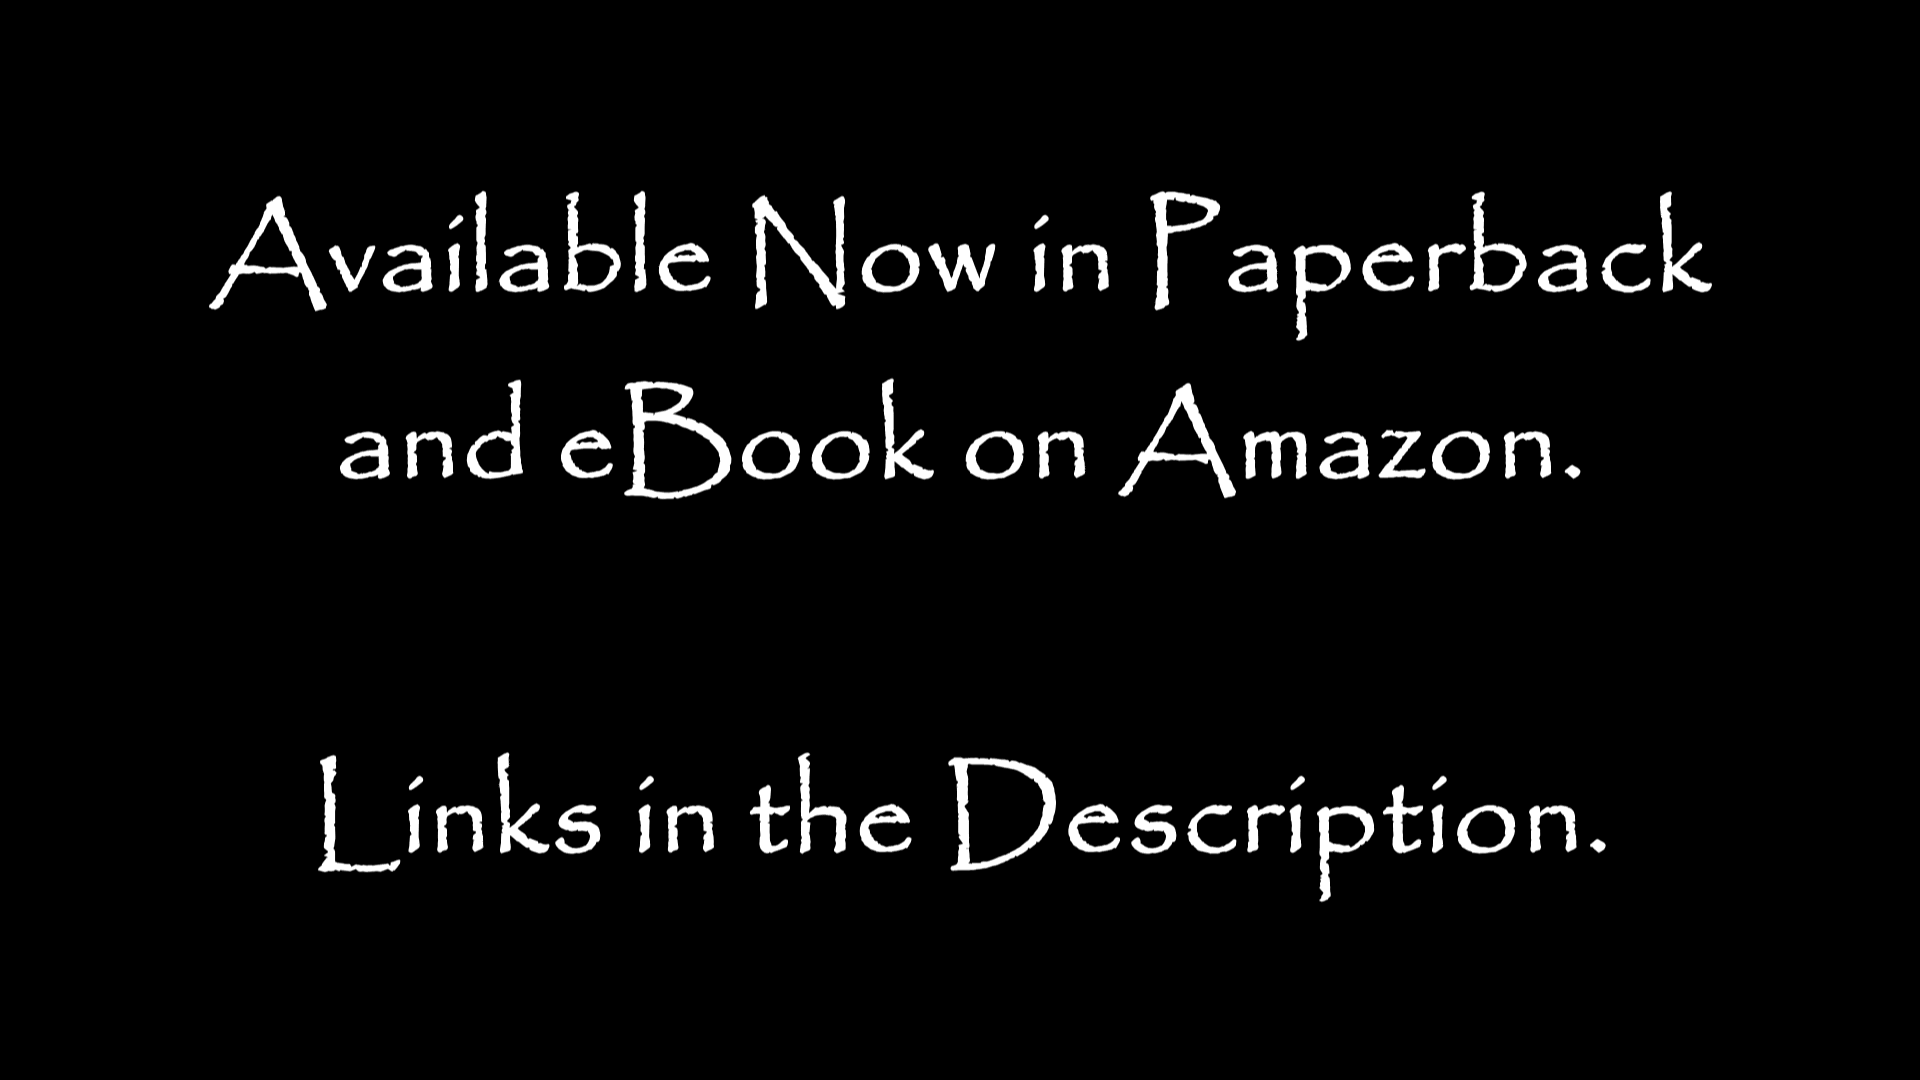 Available Now in Paperback
and eBook on Amazon.
Links in the Description.